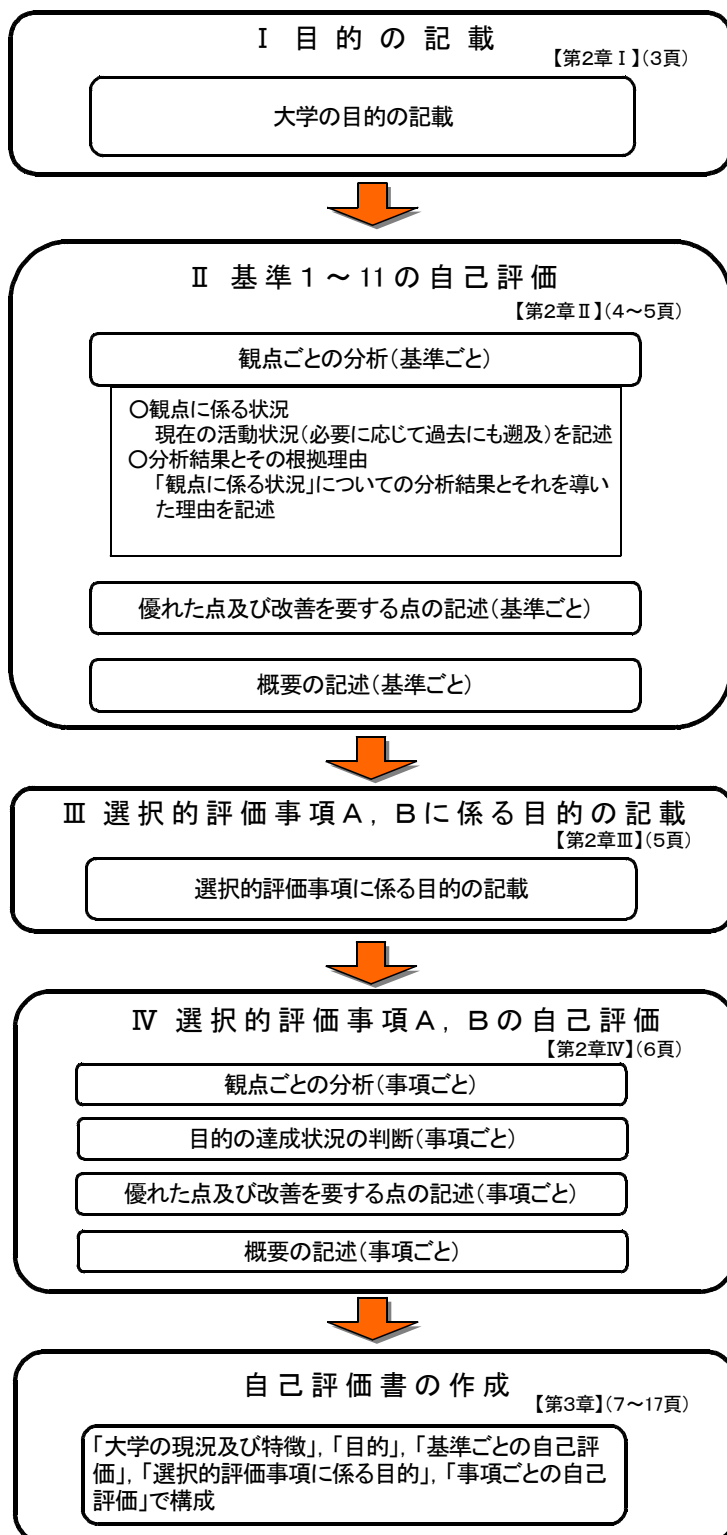 Ⅰ 目的の記載
【第2章Ⅰ】(3頁)
大学の目的の記載
Ⅱ 基準1～11の自己評価
【第2章Ⅱ】(4～5頁)
観点ごとの分析(基準ごと)
○観点に係る状況
現在の活動状況(必要に応じて過去にも遡及)を記述
○分析結果とその根拠理由
「観点に係る状況」についての分析結果とそれを導い
た理由を記述
優れた点及び改善を要する点の記述(基準ごと)
概要の記述(基準ごと)
Ⅲ 選択的評価事項A，Bに係る目的の記載
【第2章Ⅲ】(5頁)
選択的評価事項に係る目的の記載
Ⅳ 選択的評価事項A，Bの自己評価
【第2章Ⅳ】(6頁)
観点ごとの分析(事項ごと)
目的の達成状況の判断(事項ごと)
優れた点及び改善を要する点の記述(事項ごと)
概要の記述(事項ごと)
自己評価書の作成
【第3章】(7～17頁)
「大学の現況及び特徴」，「目的」，「基準ごとの自己評
価」，「選択的評価事項に係る目的」，「事項ごとの自己
評価」で構成